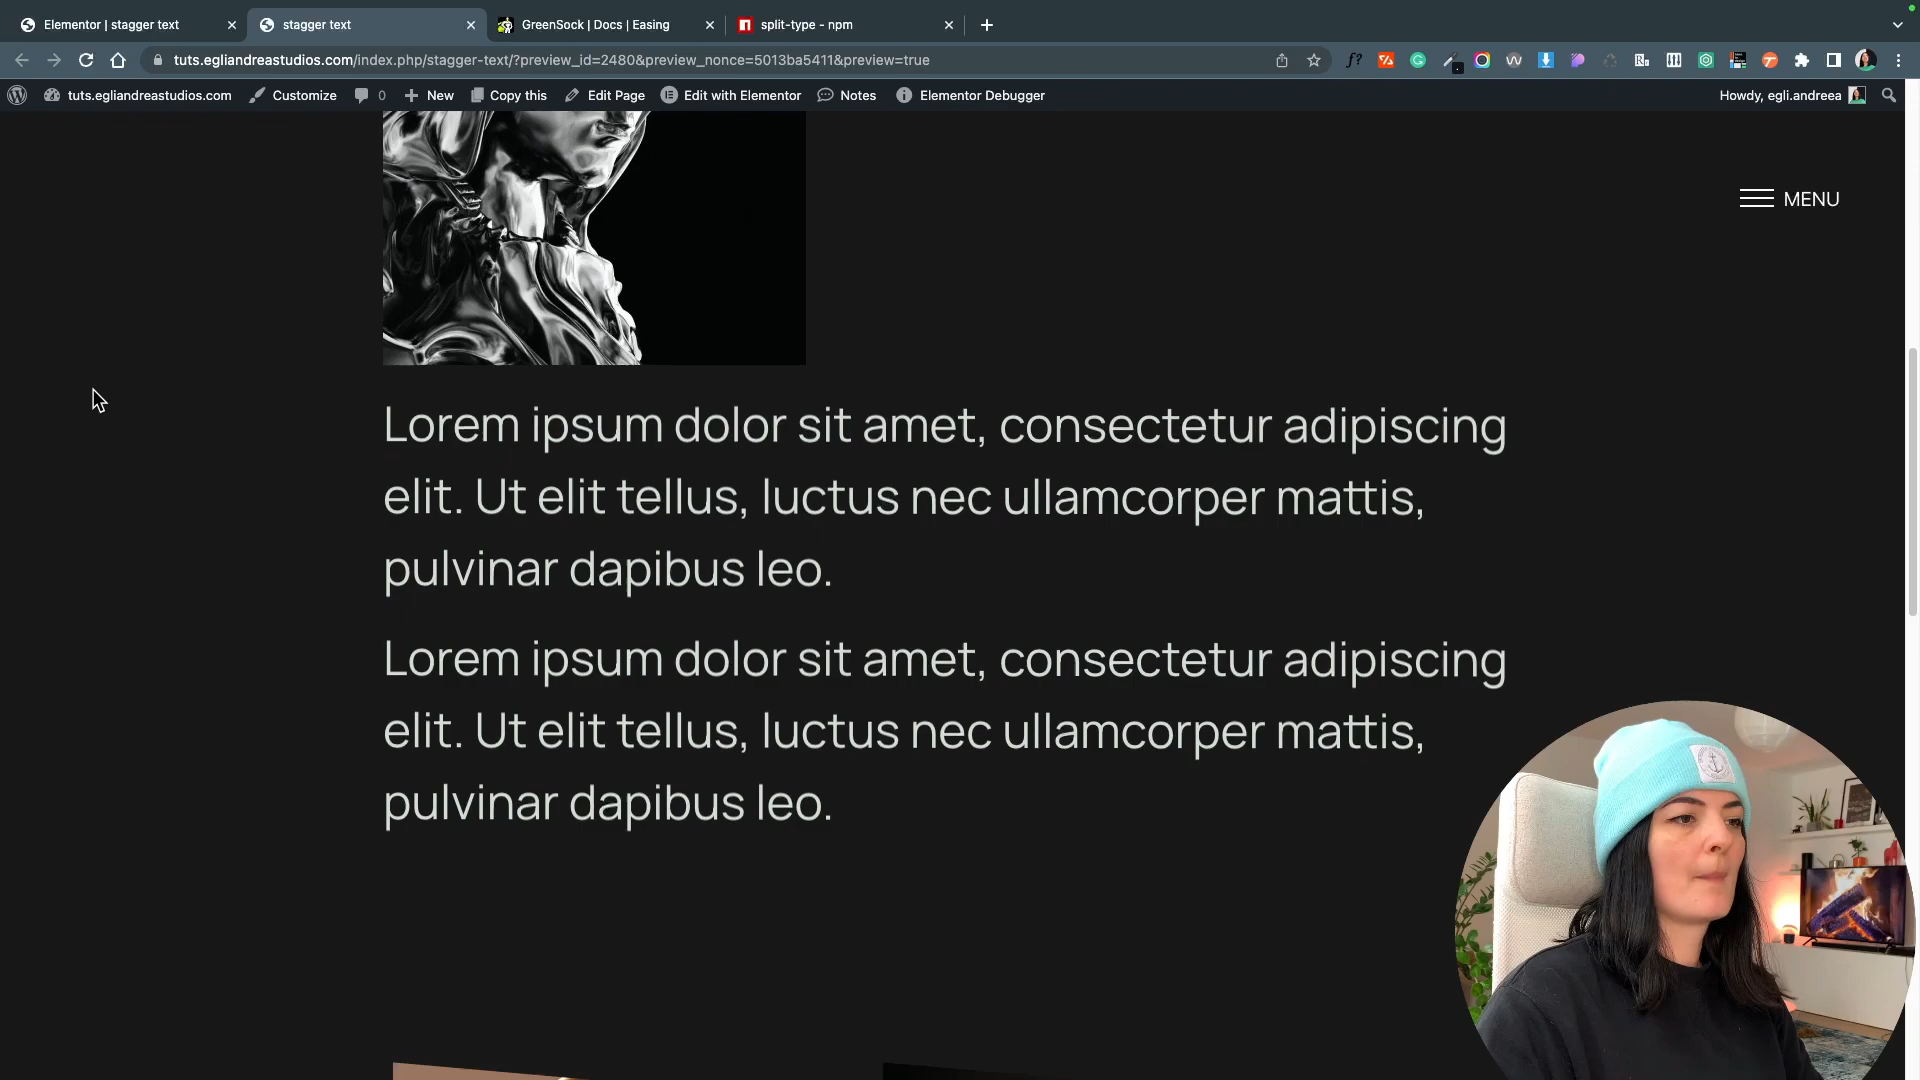 Elementor | stagger text
stagger text
GreenSock | Docs | Easing
split-type - npm
tuts.egliandreastudios.com/index.php/stagger-text/?preview_id=2480&preview_nonce=5013ba5411&preview=true
tuts.egliandreastudios.com
Customize
0
New
Copy this
Edit Page
Edit with Elementor
Notes
Elementor Debugger
Howdy, egli.andreea
MENU
Lorem ipsum dolor sit amet, consectetur adipiscing
elit. Ut elit tellus, luctus nec ullamcorper mattis,
pulvinar dapibus leo.
Lorem ipsum dolor sit amet, consectetur adipiscing
elit. Ut elit tellus, luctus nec ullamcorper mattis,
pulvinar dapibus leo.